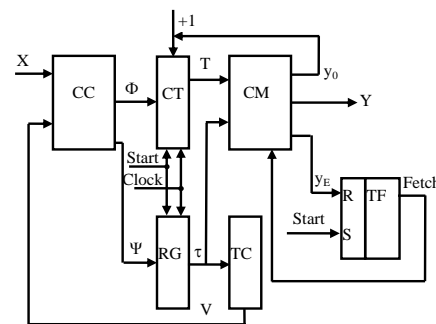 +1
X
CC
Φ
CT
T
CM
y0
Y
Start
Clock
yE
Fetch
R
TF
Start
S
Ψ
RG
τ
TC
V